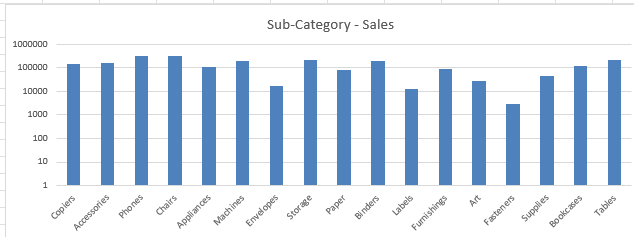 Sub-Category - Sales
1000000
100000
10000
1000
100
10
1
Copiers
Accessories
Phones
Chairs
Appliances
Machines
Envelopes
Storage
Paper
Binders
Labels
Furnishings
Art
Fasteners
Supplies
Bookcases
Tables